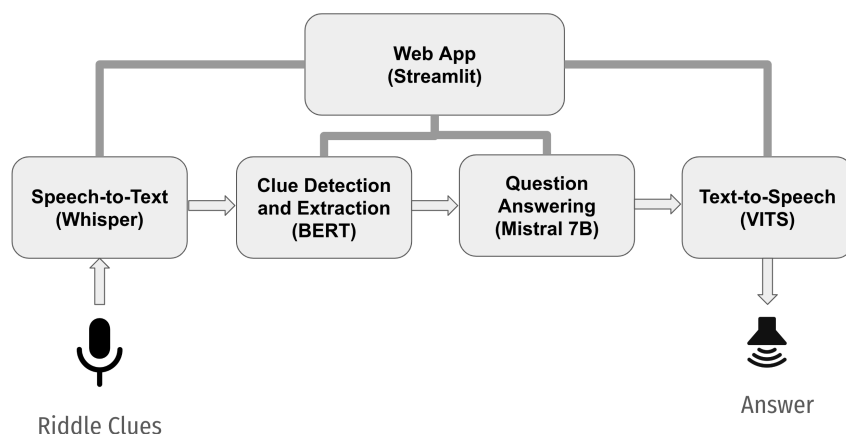 Web App
(Streamlit)
Speech-to-Text
(Whisper)
Clue Detection
and Extraction
(BERT)
Question
Answering
(Mistral 7B)
Text-to-Speech
(VITS)
Riddle Clues
Answer